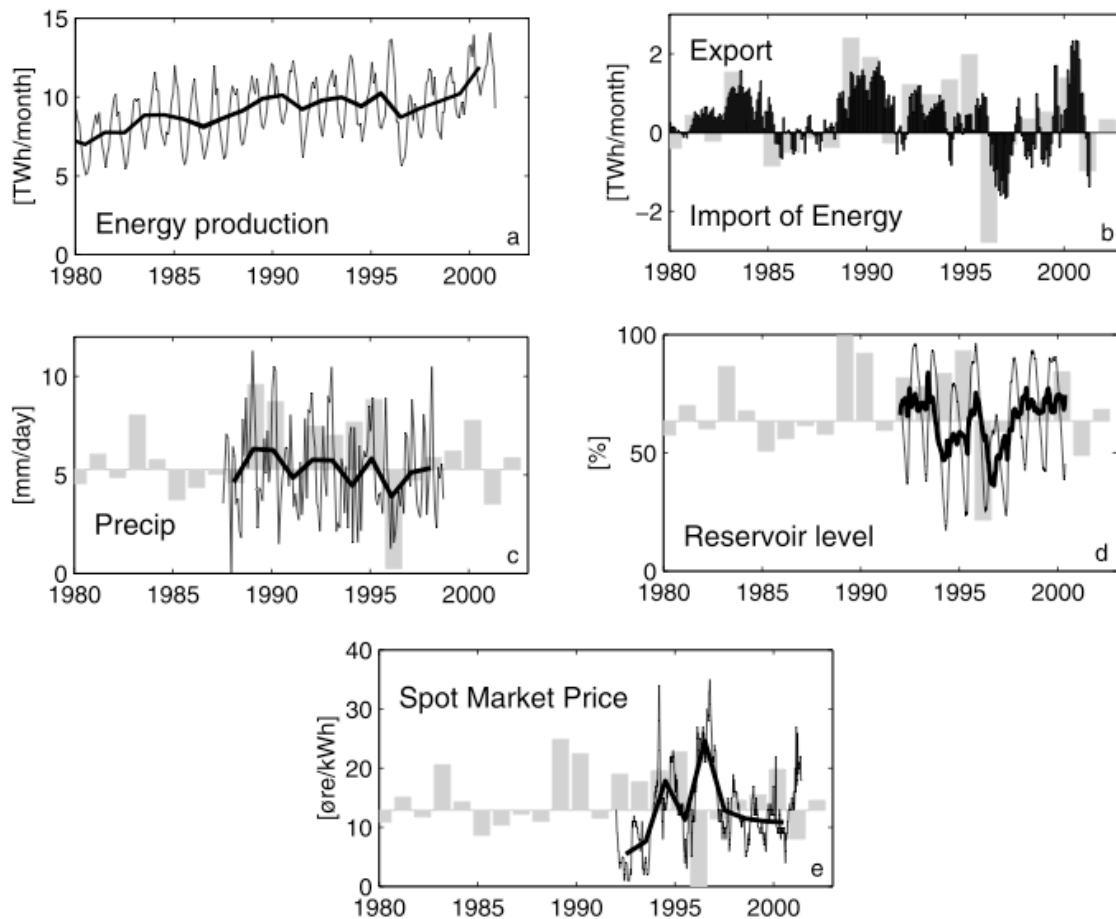 15
10
5
0
[TWh/month]
Energy production
a
1980 1985 1990 1995 2000
2
0
−2
[TWh/month]
Export
Import of Energy
b
1980 1985 1990 1995 2000
10
5
0
[mm/day]
Precip
c
1980 1985 1990 1995 2000
100
50
0
[%]
Reservoir level
d
1980 1985 1990 1995 2000
40
30
20
10
0
[øre/kWh]
Spot Market Price
e
1980 1985 1990 1995 2000